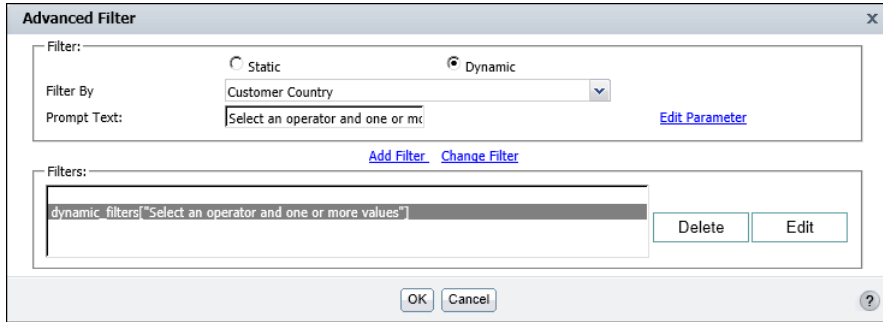 Advanced Filter x
Filter:
Static Dynamic
Filter By Customer Country
Prompt Text: Select an operator and one or mo Edit Parameter
Add Filter Change Filter
Filters:
dynamic_filters["Select an operator and one or more values"]
Delete Edit
OK Cancel ?